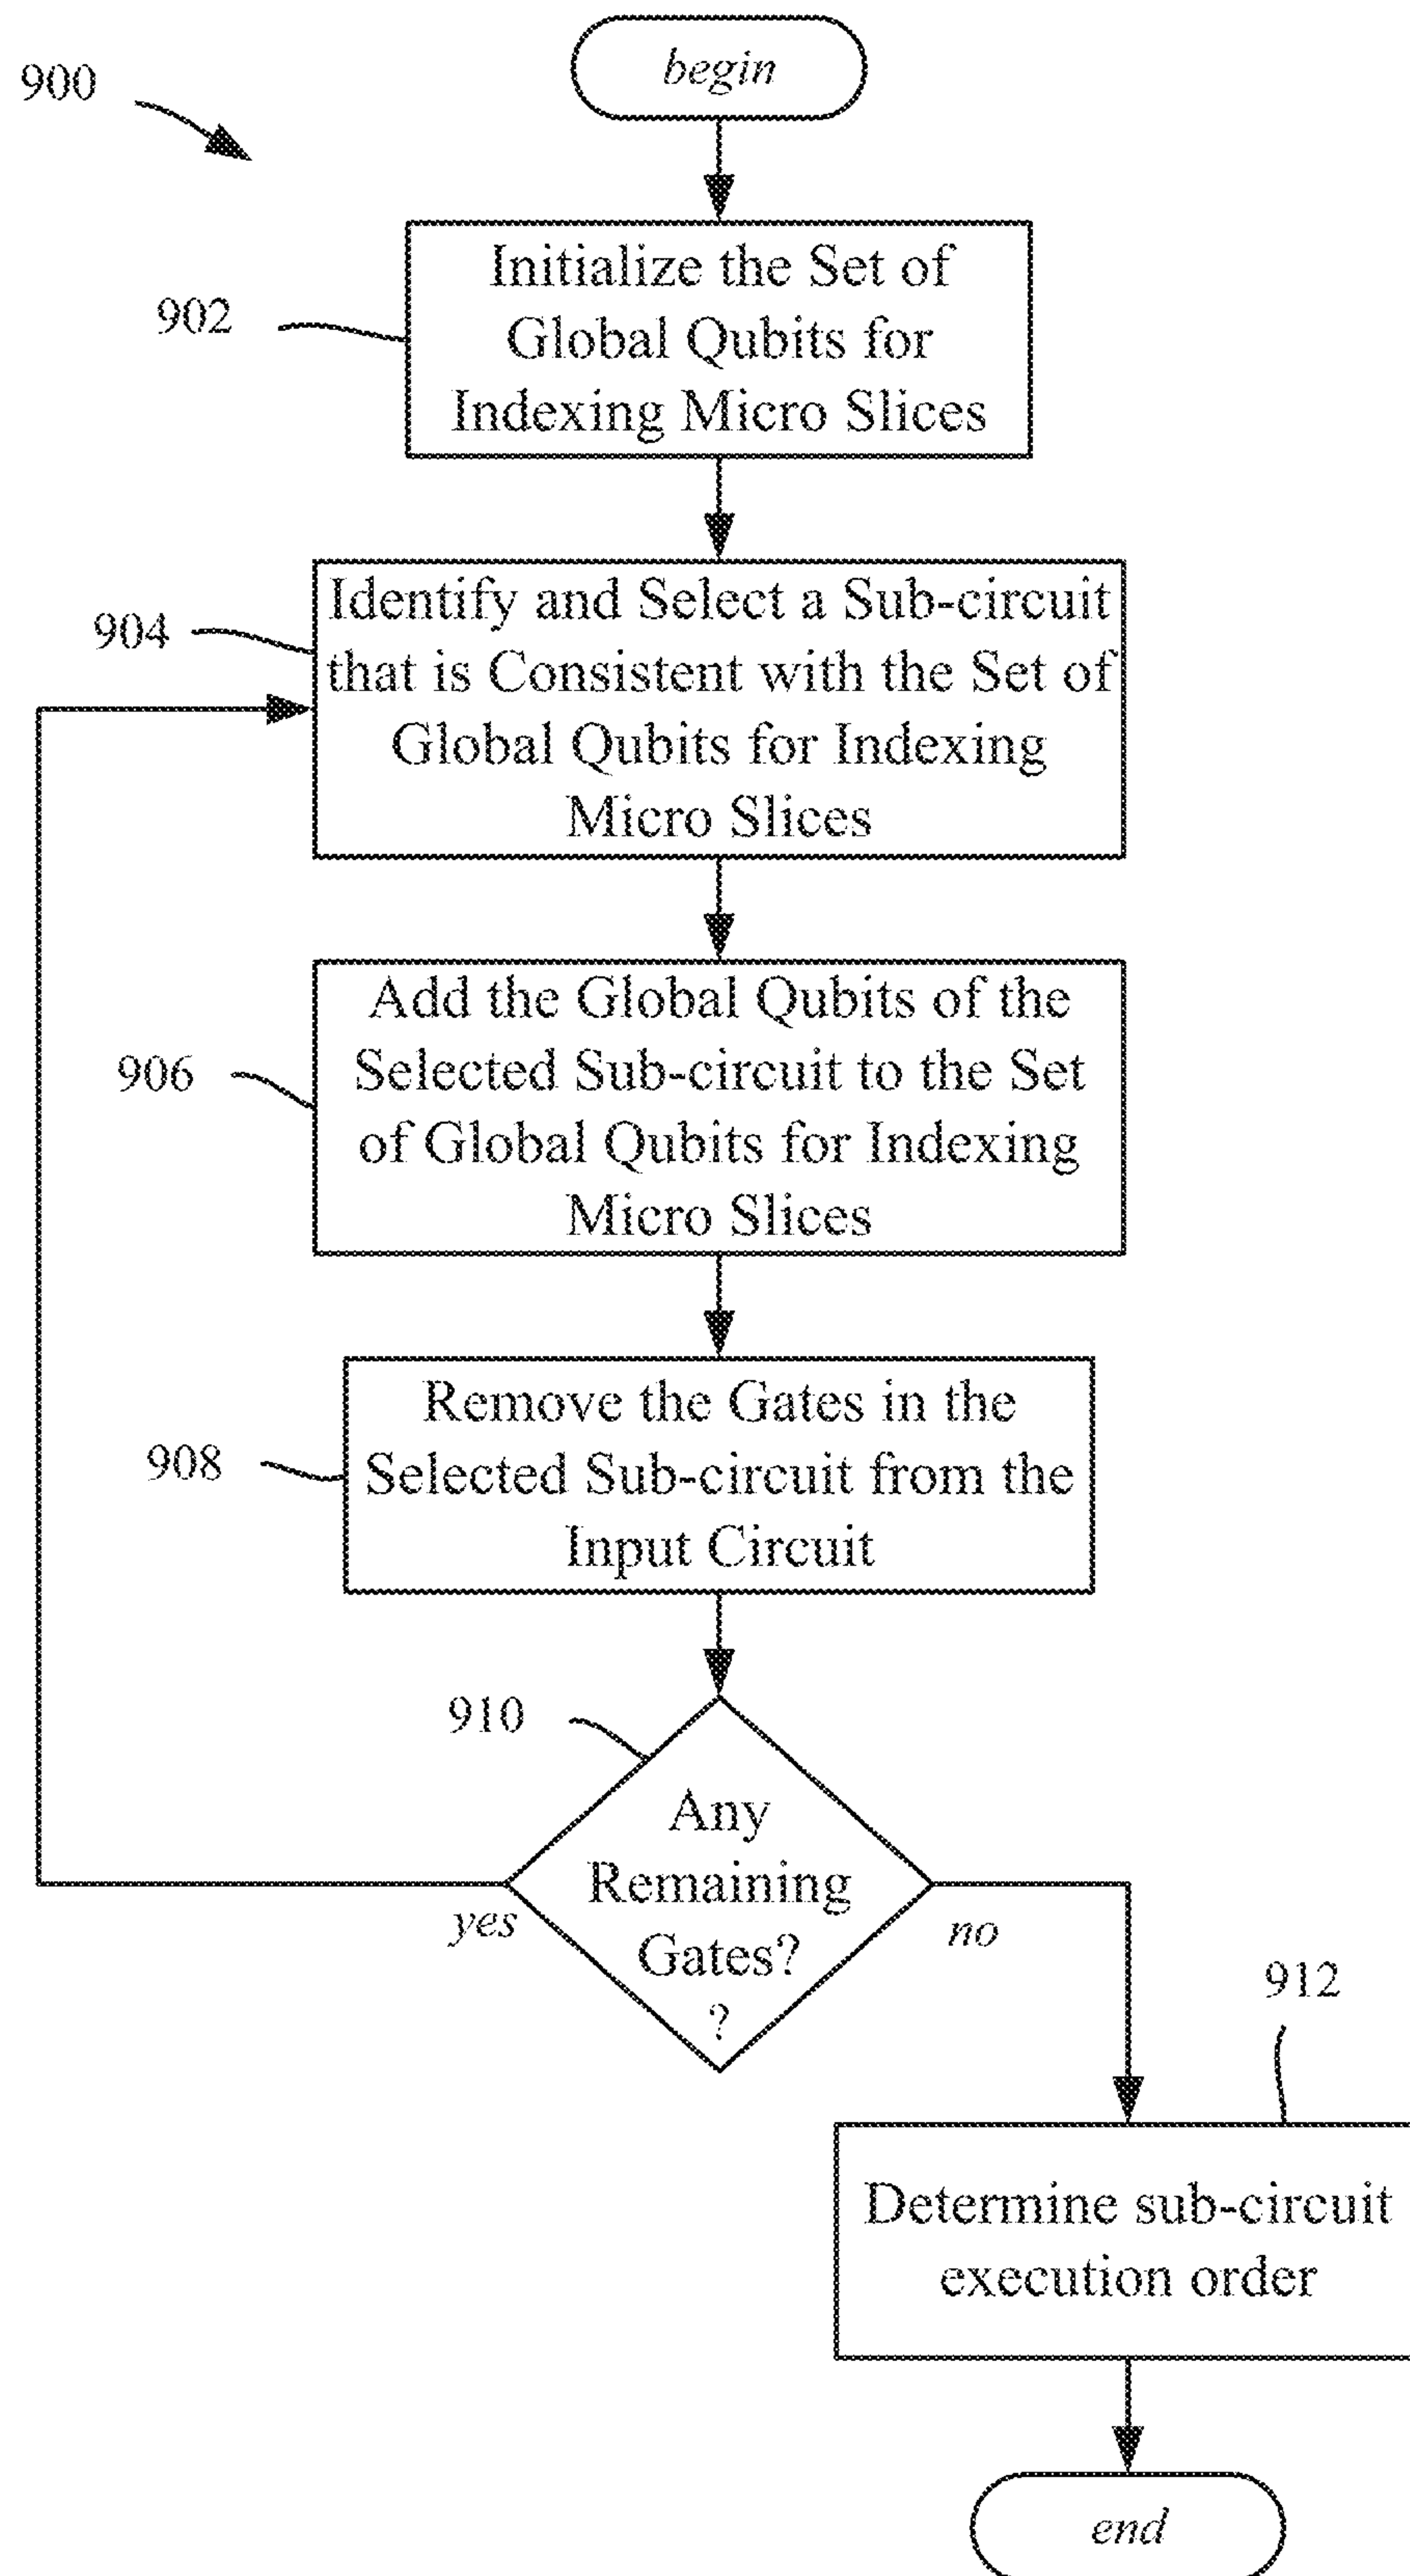 begin
900
Initialize the Set of
Global Qubits for
Indexing Micro Slices
902
Identify and Select a Sub-circuit
that is Consistent with the Set of
Global Qubits for Indexing
Micro Slices
904
Add the Global Qubits of the
Selected Sub-circuit to the Set
of Global Qubits for Indexing
Micro Slices
906
Remove the Gates in the
Selected Sub-circuit from the
Input Circuit
908
910
Any
Remaining
Gates?
?
yes
no
912
Determine sub-circuit
execution order
end